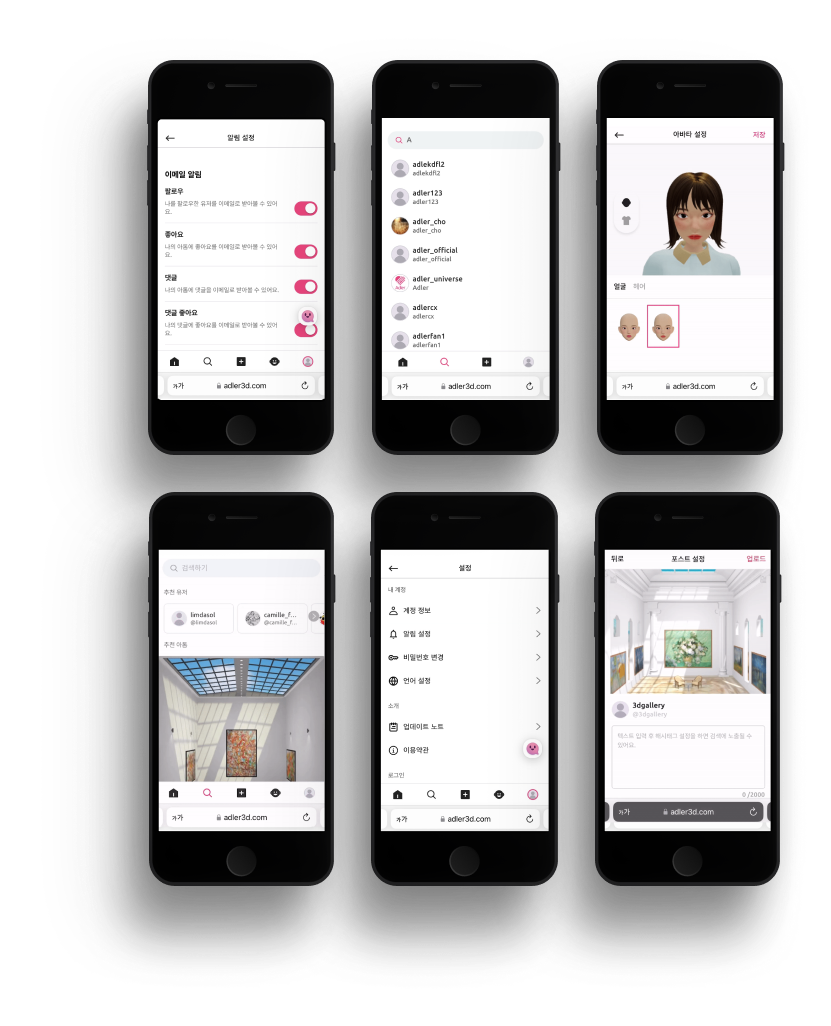 알림 설정
이메일 알림
팔로우
나를 팔로우한 유저를 이메일로 받아볼 수 있어
요.
좋아요
나의 아돔에 좋아요를 이메일로 받아볼 수 있어
요.
댓글
나의 아돔에 댓글을 이메일로 받아볼 수 있어요.
댓글 좋아요
나의 댓글에 좋아요를 이메일로 받아볼 수 있어
요.
가가 adler3d.com
A
adlekdfl2
adlekdfl2
adler123
adler123
adler_cho
adler_cho
adler_official
adler_official
adler_universe
Adler
Adler
adlercx
adlercx
adlerfan1
adlerfan1
가가 adler3d.com
아바타 설정 저장
얼굴 헤어
가가 adler3d.com
검색하기
추천 유저
limdasol
@limdasol
camille_f...
@camille_f...
추천 아돔
가가 adler3d.com
설정
내 계정
계정 정보
알림 설정
비밀번호 변경
언어 설정
소개
업데이트 노트
이용약관
로그인
가가 adler3d.com
뒤로 포스트 설정 업로드
3dgallery
@3dgallery
텍스트 입력 후 해시태그 설정을 하면 검색에 노출될 수
있어요.
0 /2000
가가 adler3d.com